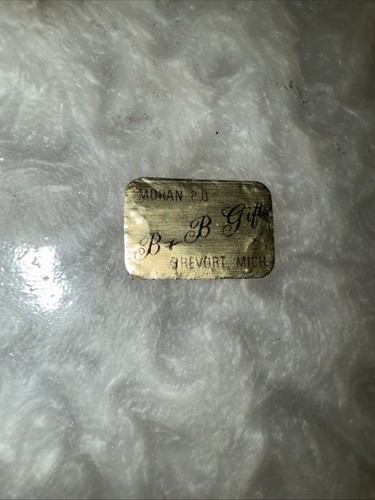 MORAN P.O
B + B Gifts
BREVORT, MICH